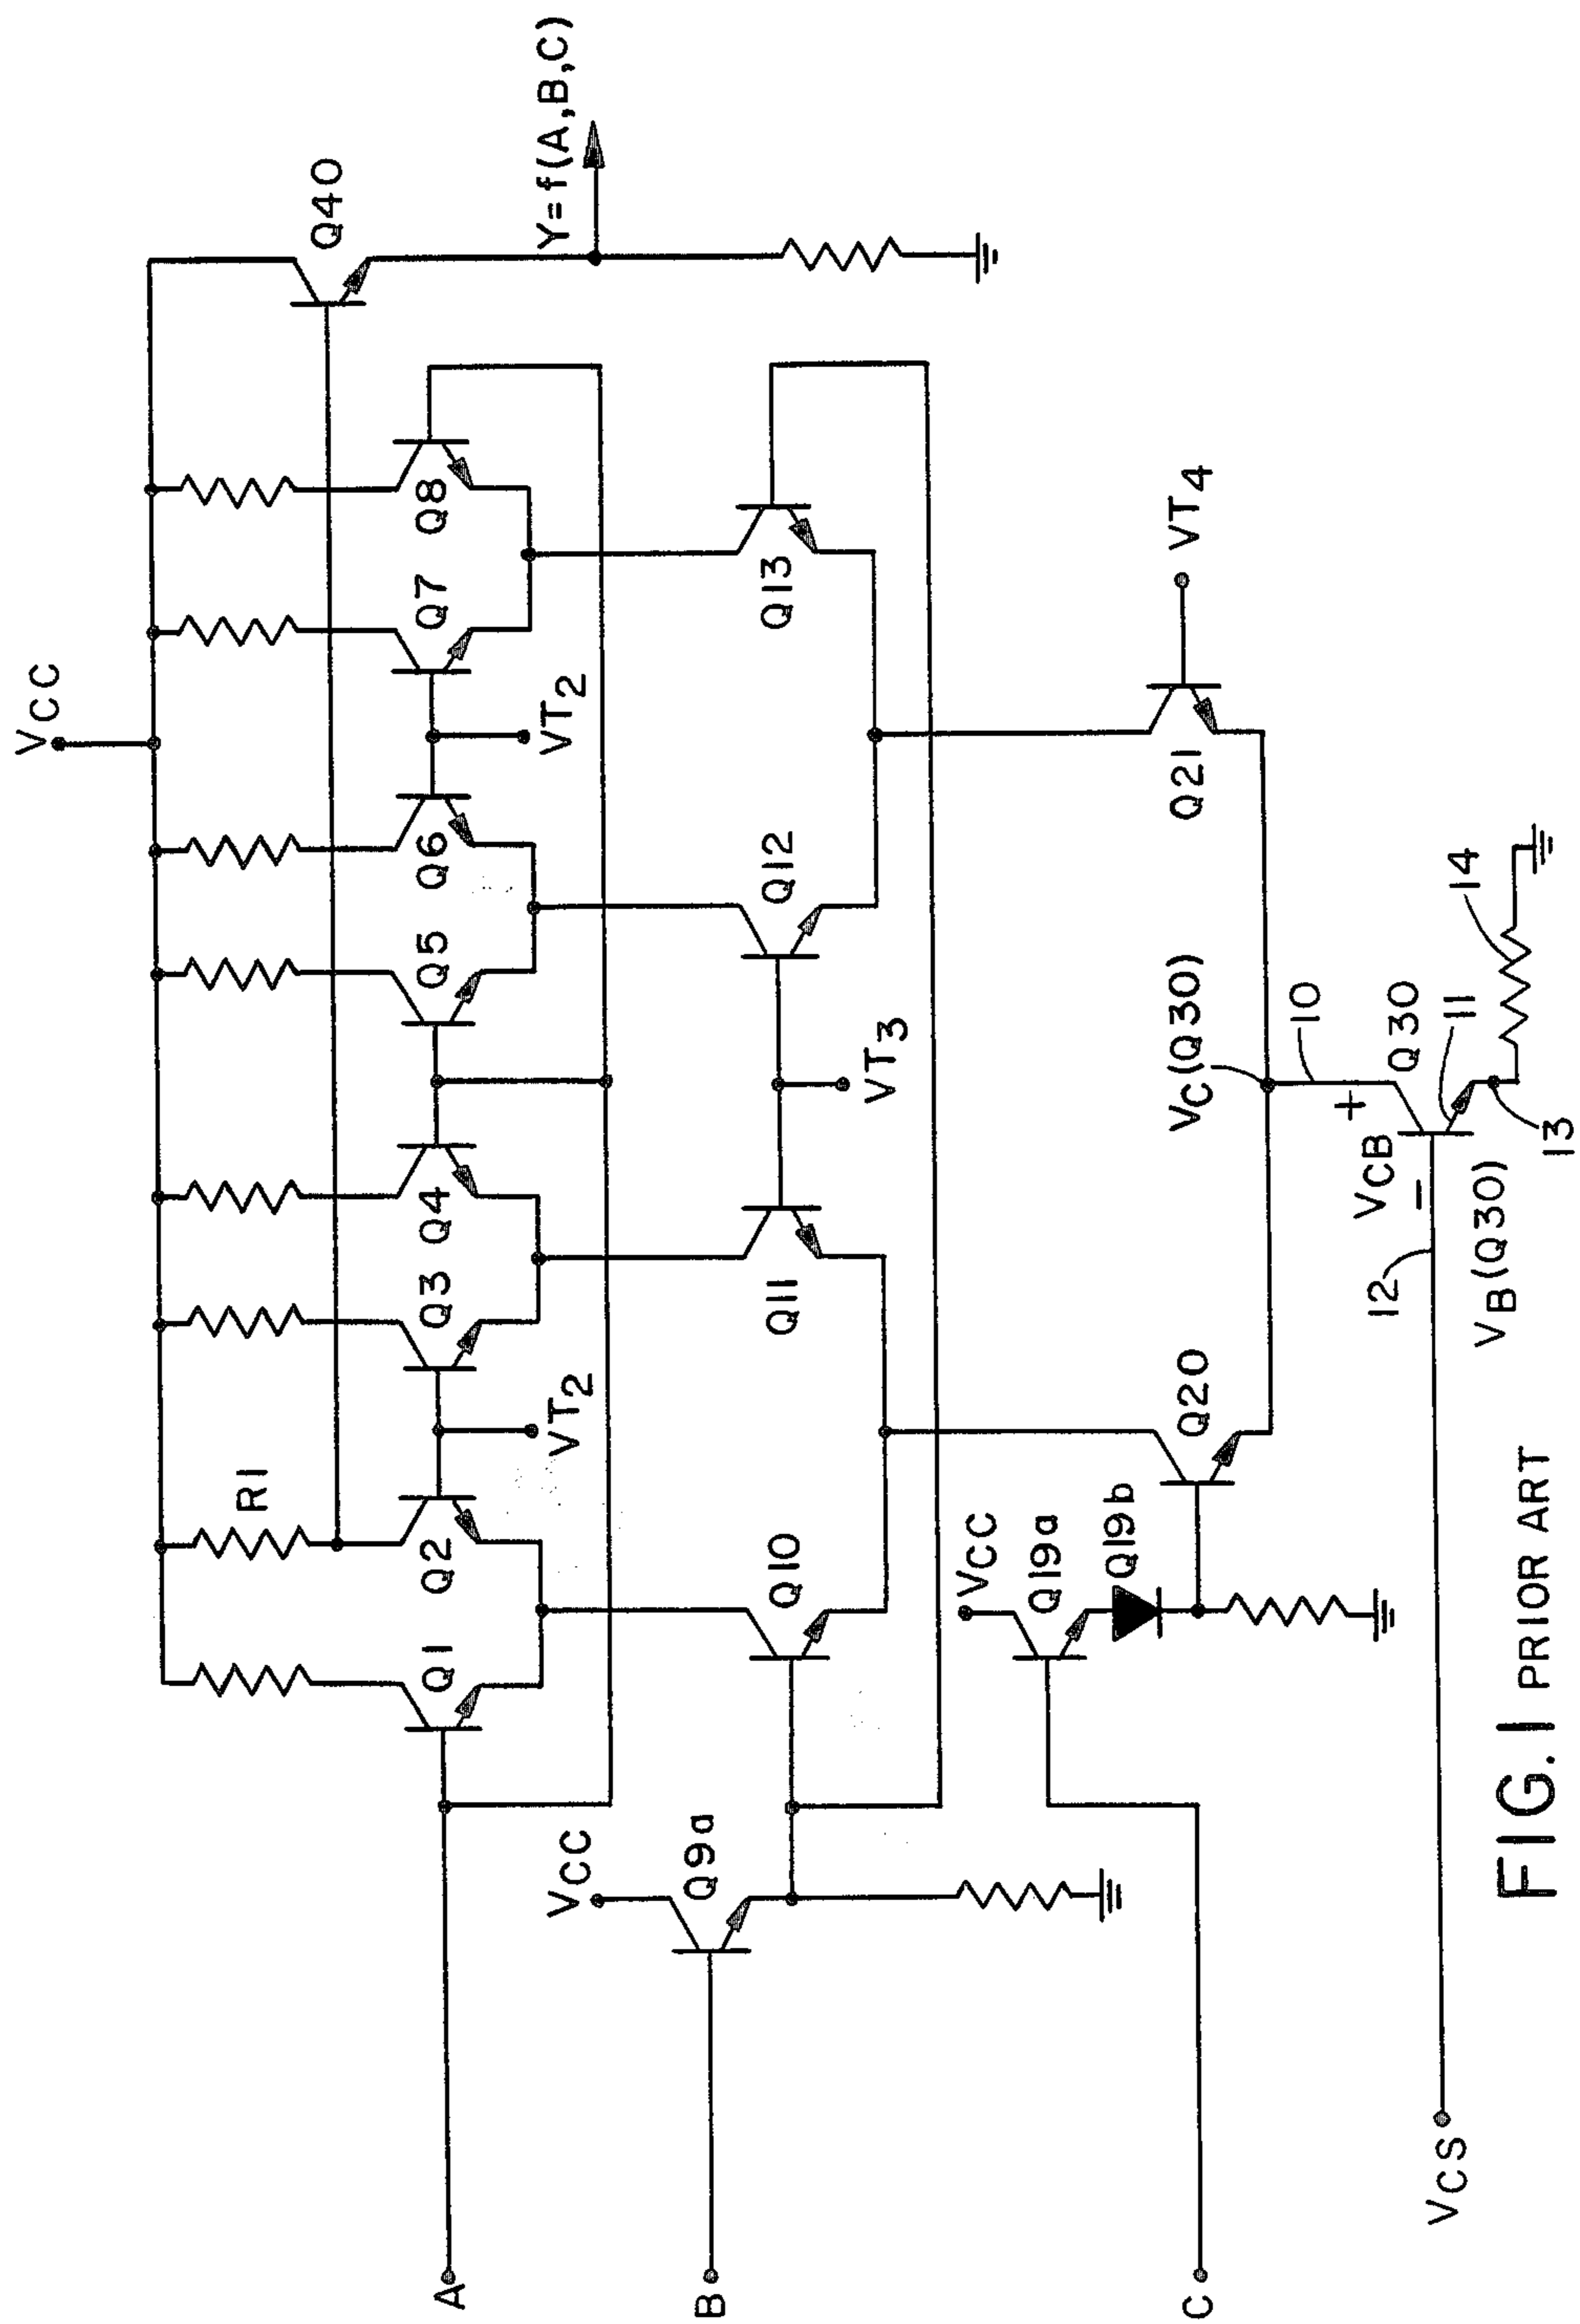 VCC
R1
Q40
Y=f(A,B,C)
Q1
Q2
Q3
Q4
Q5
Q6
Q7
Q8
A
VT2
VT2
VCC
Q9a
B
Q10
Q11
Q12
Q13
VT3
VCC
Q19a
Q19b
C
Q20
Q21
VT4
VC(Q30)
10
VCB
+
−
Q30
11
12
VB(Q30)
13
14
VCS
FIG. 1 PRIOR ART